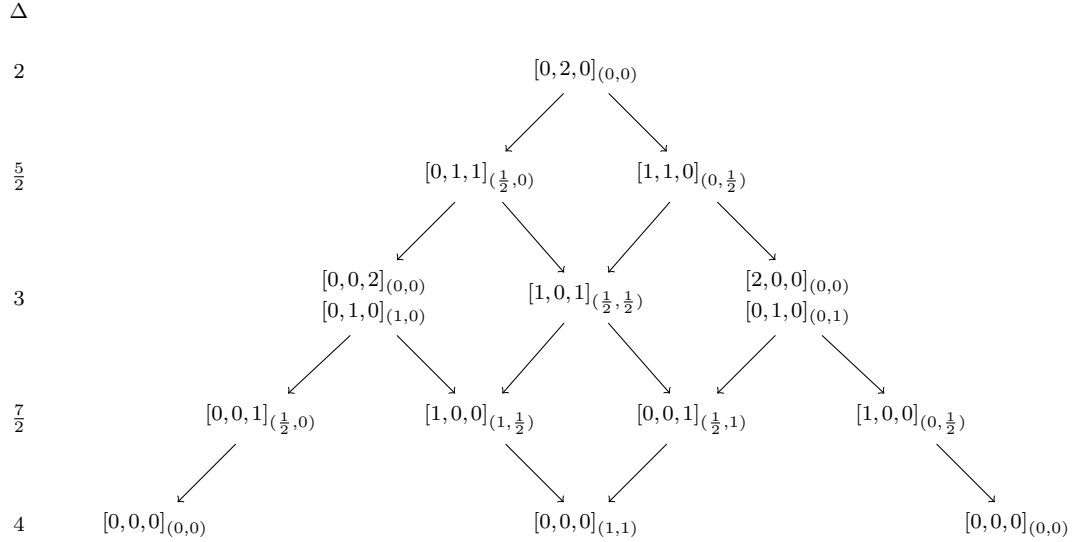 Δ
2 [0, 2, 0]_{(0,0)}
5/2 [0, 1, 1]_{(1/2,0)} [1, 1, 0]_{(0,1/2)}
3 [0, 0, 2]_{(0,0)} [1, 0, 1]_{(1/2,1/2)} [2, 0, 0]_{(0,0)}
[0, 1, 0]_{(1,0)} [0, 1, 0]_{(0,1)}
7/2 [0, 0, 1]_{(1/2,0)} [1, 0, 0]_{(1,1/2)} [0, 0, 1]_{(1/2,1)} [1, 0, 0]_{(0,1/2)}
4 [0, 0, 0]_{(0,0)} [0, 0, 0]_{(1,1)} [0, 0, 0]_{(0,0)}